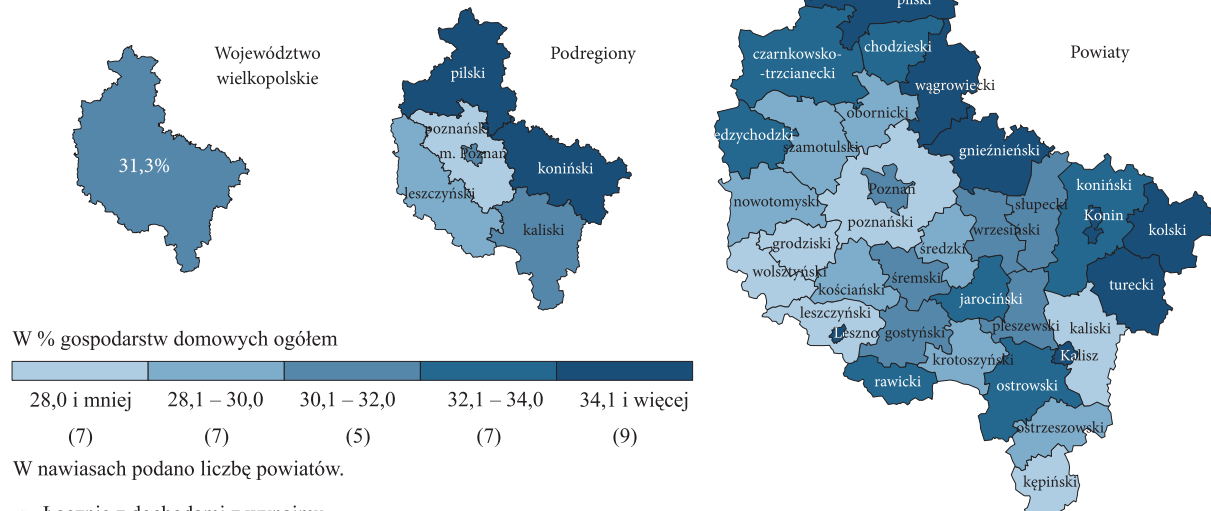 Województwo
wielkopolskie
31,3%
Podregiony
pilski
poznański
m. Poznań
koniński
leszczyński
kaliski
Powiaty
pilski
czarnkowsko-
-trzcianecki
chodzieski
wągrowiecki
obornicki
szamotulski
gnieźnieński
nowotomyski
Poznań
poznański
słupecki
koniński
Konin
kolski
wrzesiński
średzki
grodziski
wolsztyński
kościański
śremski
jarociński
turecki
leszczyński
Leszno
gostyński
pleszewski
kaliski
Kalisz
krotoszyński
rawicki
ostrowski
ostrzeszowski
kępiński
W % gospodarstw domowych ogółem
28,0 i mniej 28,1 – 30,0 30,1 – 32,0 32,1 – 34,0 34,1 i więcej
(7) (7) (5) (7) (9)
W nawiasach podano liczbę powiatów.